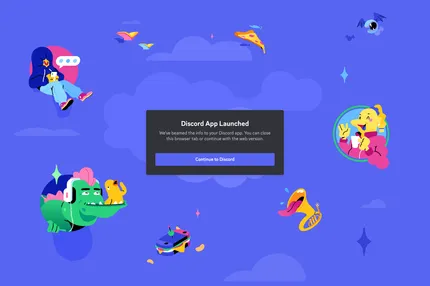 Discord App Launched
We've beamed the info to your Discord app. You can close
this browser tab or continue with the web version.
Continue to Discord